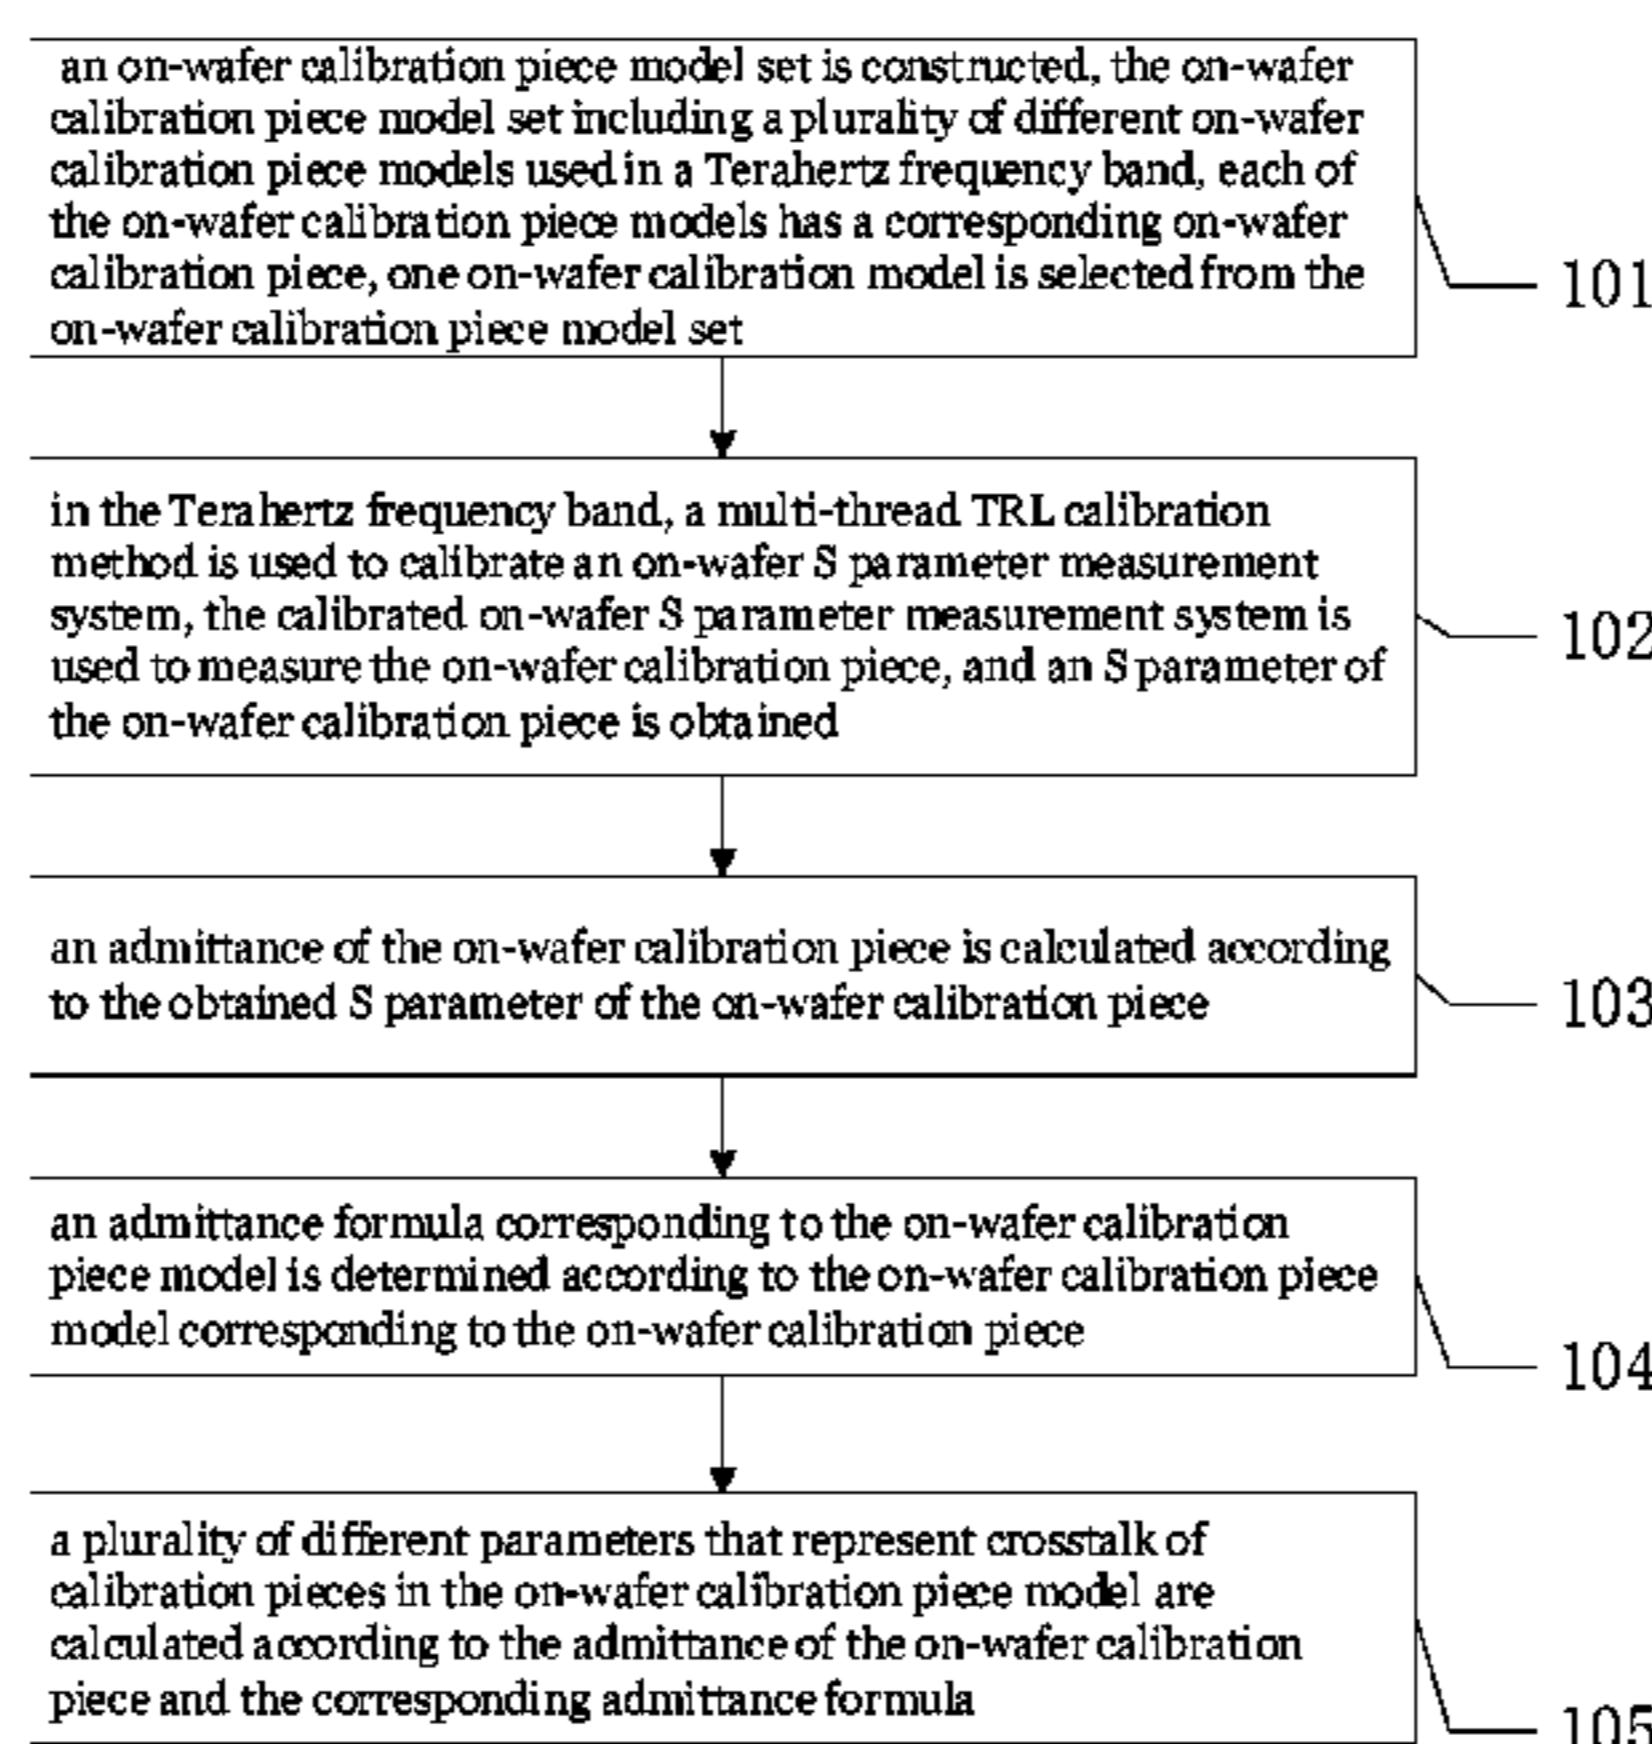 an on-wafer calibration piece model set is constructed, the on-wafer
calibration piece model set including a plurality of different on-wafer
calibration piece models used in a Terahertz frequency band, each of
the on-wafer calibration piece models has a corresponding on-wafer
calibration piece, one on-wafer calibration model is selected from the
on-wafer calibration piece model set
101
in the Terahertz frequency band, a multi-thread TRL calibration
method is used to calibrate an on-wafer S parameter measurement
system, the calibrated on-wafer S parameter measurement system is
used to measure the on-wafer calibration piece, and an S parameter of
the on-wafer calibration piece is obtained
102
an admittance of the on-wafer calibration piece is calculated according
to the obtained S parameter of the on-wafer calibration piece
103
an admittance formula corresponding to the on-wafer calibration
piece model is determined according to the on-wafer calibration piece
model corresponding to the on-wafer calibration piece
104
a plurality of different parameters that represent crosstalk of
calibration pieces in the on-wafer calibration piece model are
calculated according to the admittance of the on-wafer calibration
piece and the corresponding admittance formula
105